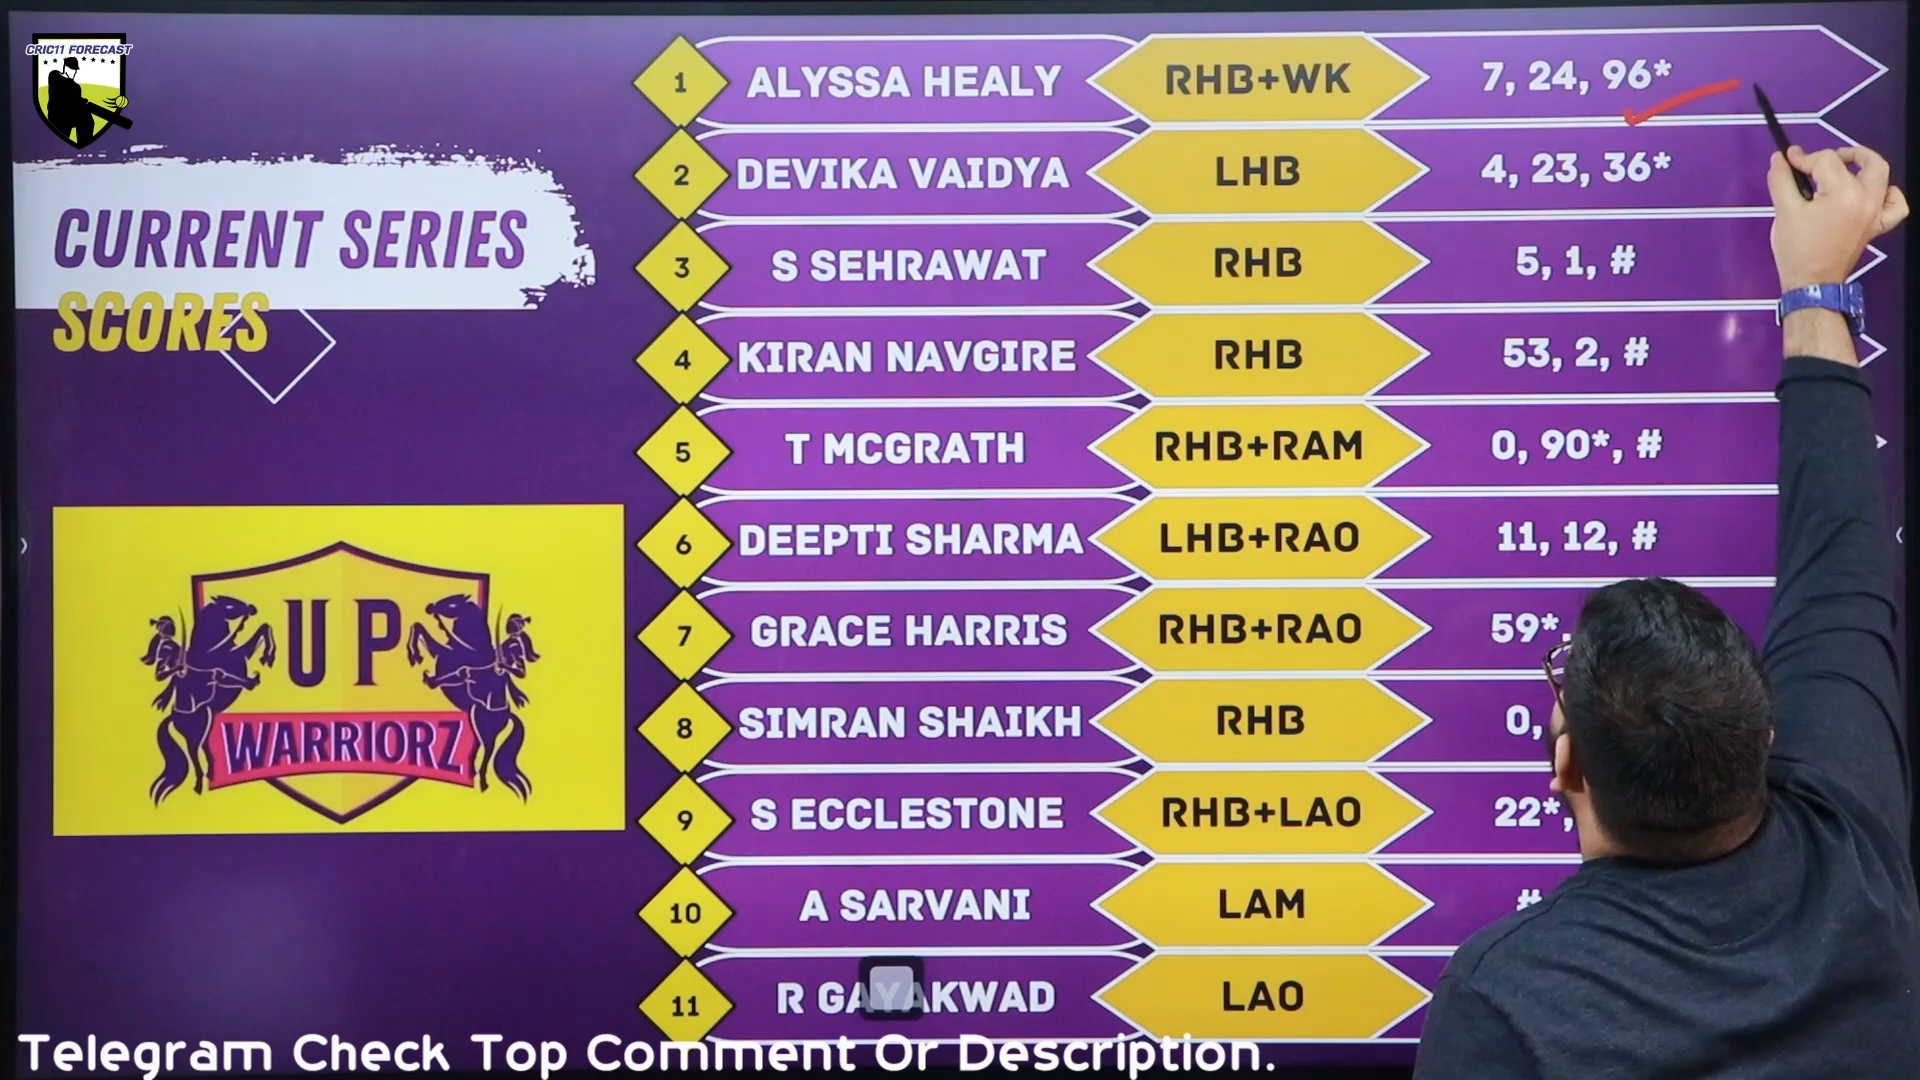 CRIC11 FORECAST
CURRENT SERIES
SCORES
UP
WARRIORZ
1 ALYSSA HEALY RHB+WK 7, 24, 96*
2 DEVIKA VAIDYA LHB 4, 23, 36*
3 S SEHRAWAT RHB 5, 1, #
4 KIRAN NAVGIRE RHB 53, 2, #
5 T MCGRATH RHB+RAM 0, 90*, #
6 DEEPTI SHARMA LHB+RAO 11, 12, #
7 GRACE HARRIS RHB+RAO 59*,
8 SIMRAN SHAIKH RHB 0,
9 S ECCLESTONE RHB+LAO 22*,
10 A SARVANI LAM #
11 R GAYAKWAD LAO
Telegram Check Top Comment Or Description.